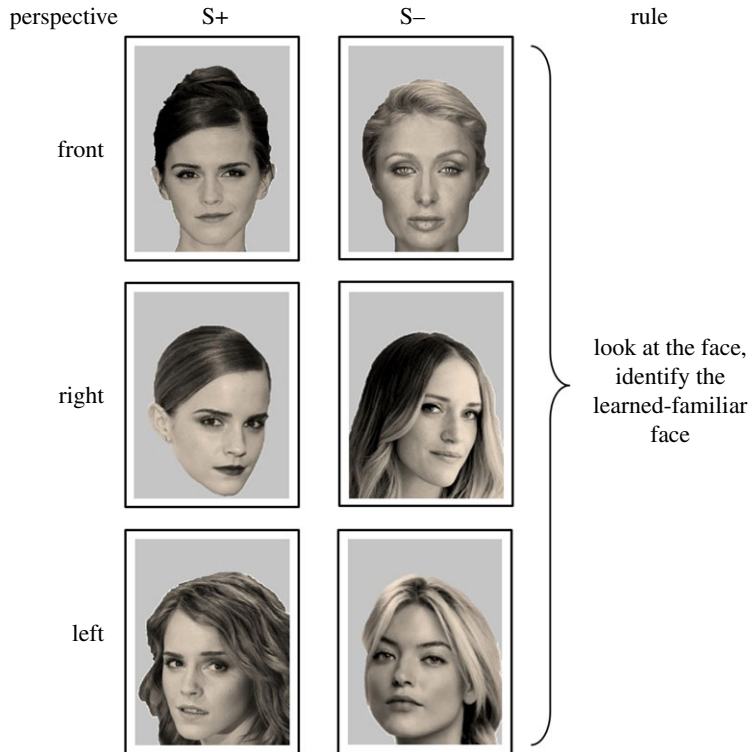 perspective S+ S– rule
front
right
left
look at the face,
identify the
learned-familiar
face